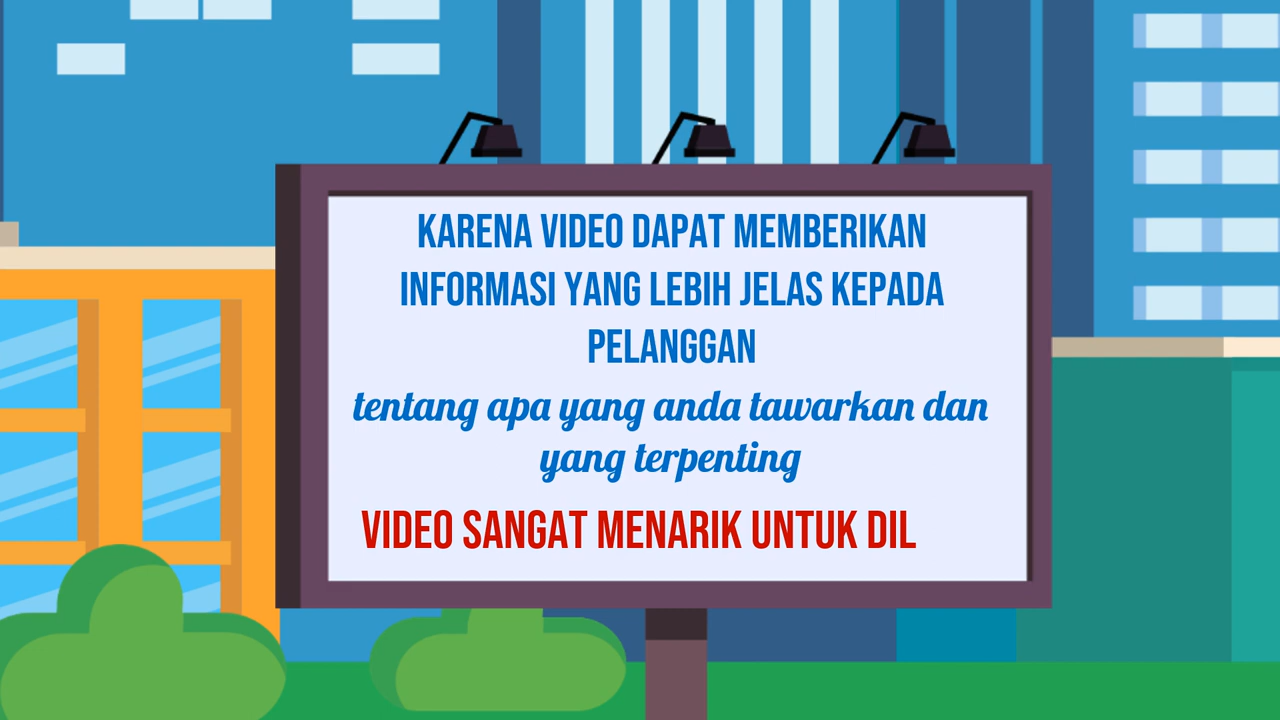 KARENA VIDEO DAPAT MEMBERIKAN
INFORMASI YANG LEBIH JELAS KEPADA
PELANGGAN
tentang apa yang anda tawarkan dan
yang terpenting
VIDEO SANGAT MENARIK UNTUK DIL